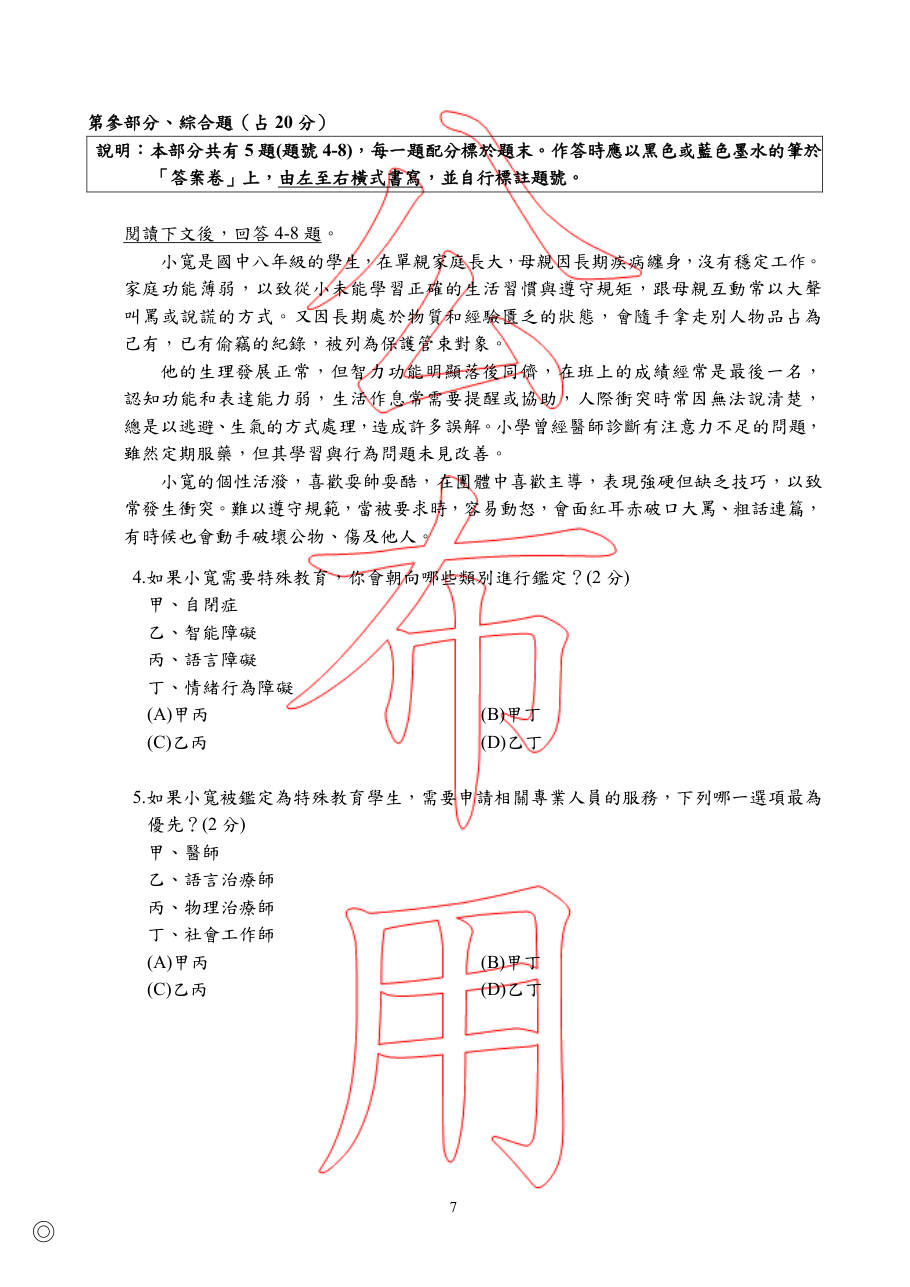 第參部分、綜合題（占 20 分）
說明：本部分共有 5 題(題號 4-8)，每一題配分標於題末。作答時應以黑色或藍色墨水的筆於
「答案卷」上，由左至右橫式書寫，並自行標註題號。
閱讀下文後，回答 4-8 題。
小寬是國中八年級的學生，在單親家庭長大，母親因長期疾病纏身，沒有穩定工作。
家庭功能薄弱，以致從小未能學習正確的生活習慣與遵守規矩，跟母親互動常以大聲
叫罵或說謊的方式。又因長期處於物質和經驗匱乏的狀態，會隨手拿走別人物品占為
己有，已有偷竊的紀錄，被列為保護管束對象。
他的生理發展正常，但智力功能明顯落後同儕，在班上的成績經常是最後一名，
認知功能和表達能力弱，生活作息常需要提醒或協助，人際衝突時常因無法說清楚，
總是以逃避、生氣的方式處理，造成許多誤解。小學曾經醫師診斷有注意力不足的問題，
雖然定期服藥，但其學習與行為問題未見改善。
小寬的個性活潑，喜歡耍帥耍酷，在團體中喜歡主導，表現強硬但缺乏技巧，以致
常發生衝突。難以遵守規範，當被要求時，容易動怒，會面紅耳赤破口大罵、粗話連篇，
有時候也會動手破壞公物、傷及他人。
4.如果小寬需要特殊教育，你會朝向哪些類別進行鑑定？(2 分)
甲、自閉症
乙、智能障礙
丙、語言障礙
丁、情緒行為障礙
(A)甲丙 (B)甲丁
(C)乙丙 (D)乙丁
5.如果小寬被鑑定為特殊教育學生，需要申請相關專業人員的服務，下列哪一選項最為
優先？(2 分)
甲、醫師
乙、語言治療師
丙、物理治療師
丁、社會工作師
(A)甲丙 (B)甲丁
(C)乙丙 (D)乙丁
公布用
7